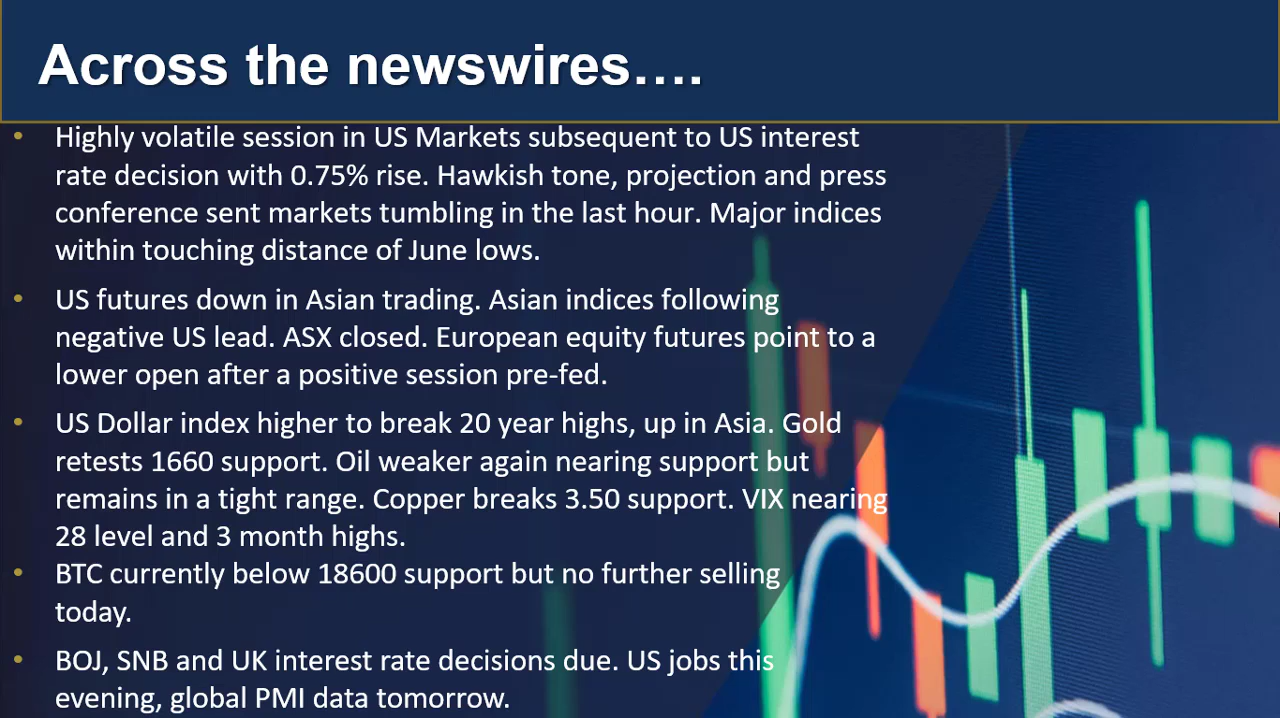 Across the newswires….
• Highly volatile session in US Markets subsequent to US interest
rate decision with 0.75% rise. Hawkish tone, projection and press
conference sent markets tumbling in the last hour. Major indices
within touching distance of June lows.
• US futures down in Asian trading. Asian indices following
negative US lead. ASX closed. European equity futures point to a
lower open after a positive session pre-fed.
• US Dollar index higher to break 20 year highs, up in Asia. Gold
retests 1660 support. Oil weaker again nearing support but
remains in a tight range. Copper breaks 3.50 support. VIX nearing
28 level and 3 month highs.
• BTC currently below 18600 support but no further selling
today.
• BOJ, SNB and UK interest rate decisions due. US jobs this
evening, global PMI data tomorrow.